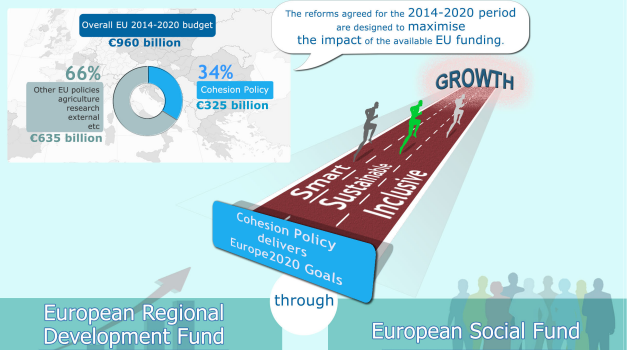 Overall EU 2014-2020 budget
€960 billion
66%
Other EU policies
agriculture
research
external
etc
€635 billion
34%
Cohesion Policy
€325 billion
The reforms agreed for the 2014-2020 period
are designed to maximise
the impact of the available EU funding.
GROWTH
Smart
Sustainable
Inclusive
Cohesion Policy
delivers
Europe2020 Goals
through
European Regional
Development Fund
European Social Fund